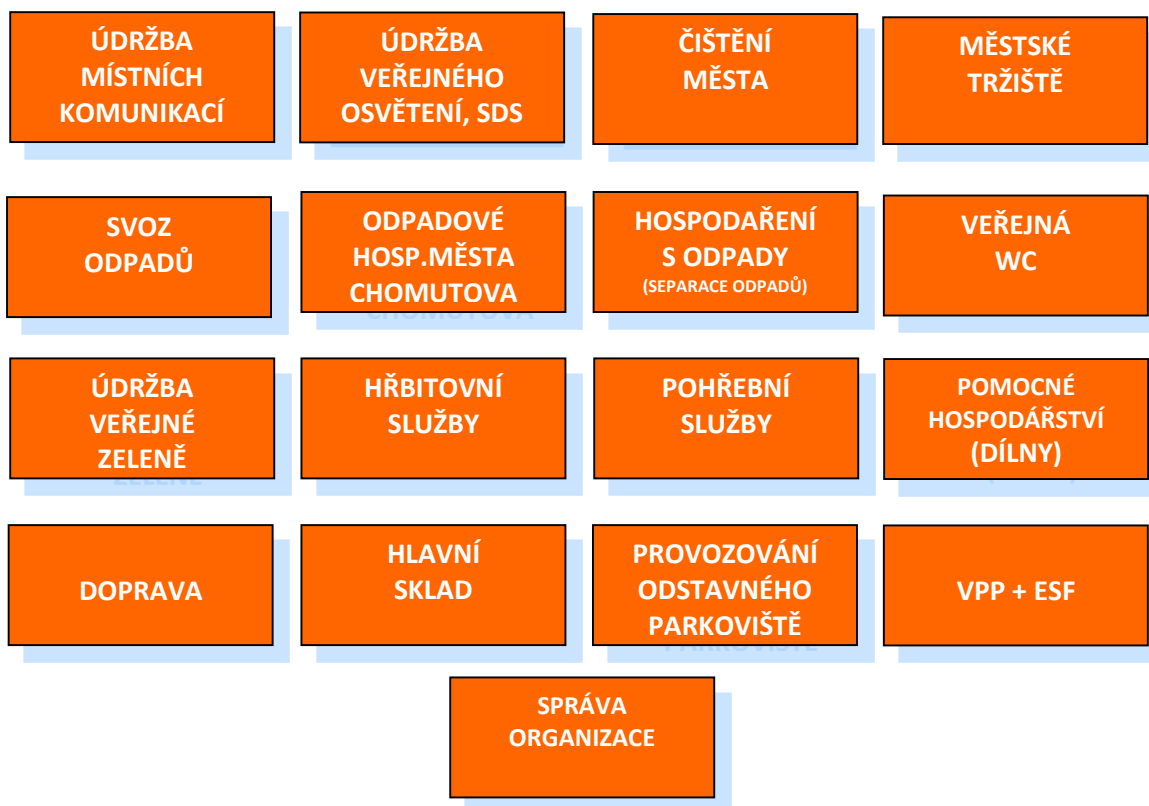 ÚDRŽBA
MÍSTNÍCH
KOMUNIKACÍ
ÚDRŽBA
VEŘEJNÉHO
OSVĚTENÍ, SDS
ČIŠTĚNÍ
MĚSTA
MĚSTSKÉ
TRŽIŠTĚ
SVOZ
ODPADŮ
ODPADOVÉ
HOSP.MĚSTA
CHOMUTOVA
HOSPODAŘENÍ
S ODPADY
(SEPARACE ODPADŮ)
VEŘEJNÁ
WC
ÚDRŽBA
VEŘEJNÉ
ZELENĚ
HŘBITOVNÍ
SLUŽBY
POHŘEBNÍ
SLUŽBY
POMOCNÉ
HOSPODÁŘSTVÍ
(DÍLNY)
DOPRAVA
HLAVNÍ
SKLAD
PROVOZOVÁNÍ
ODSTAVNÉHO
PARKOVIŠTĚ
VPP + ESF
SPRÁVA
ORGANIZACE